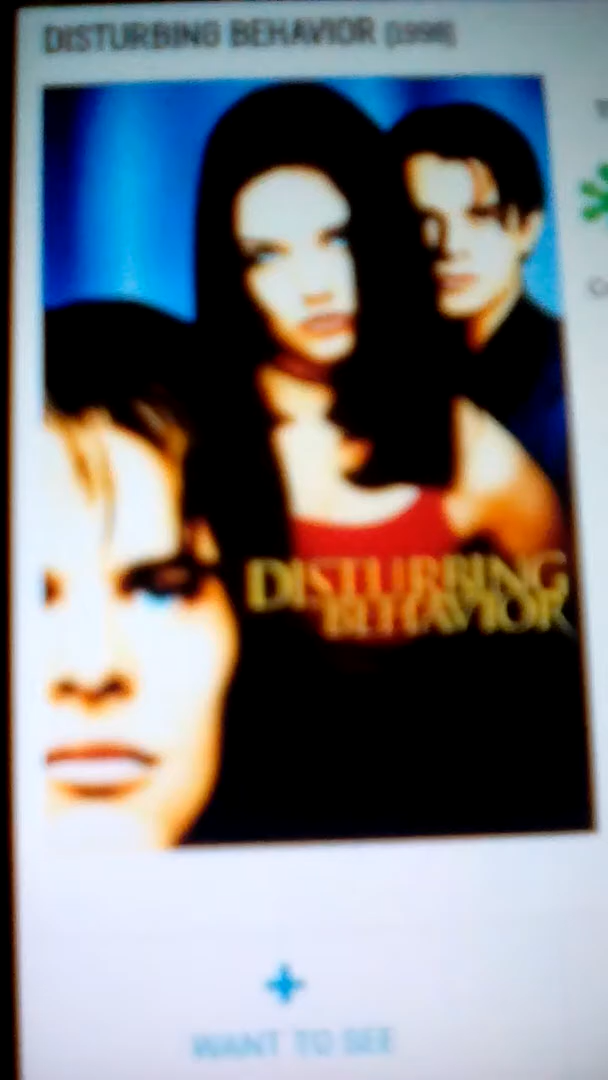 DISTURBING BEHAVIOR (1998)
DISTURBING
BEHAVIOR
WANT TO SEE